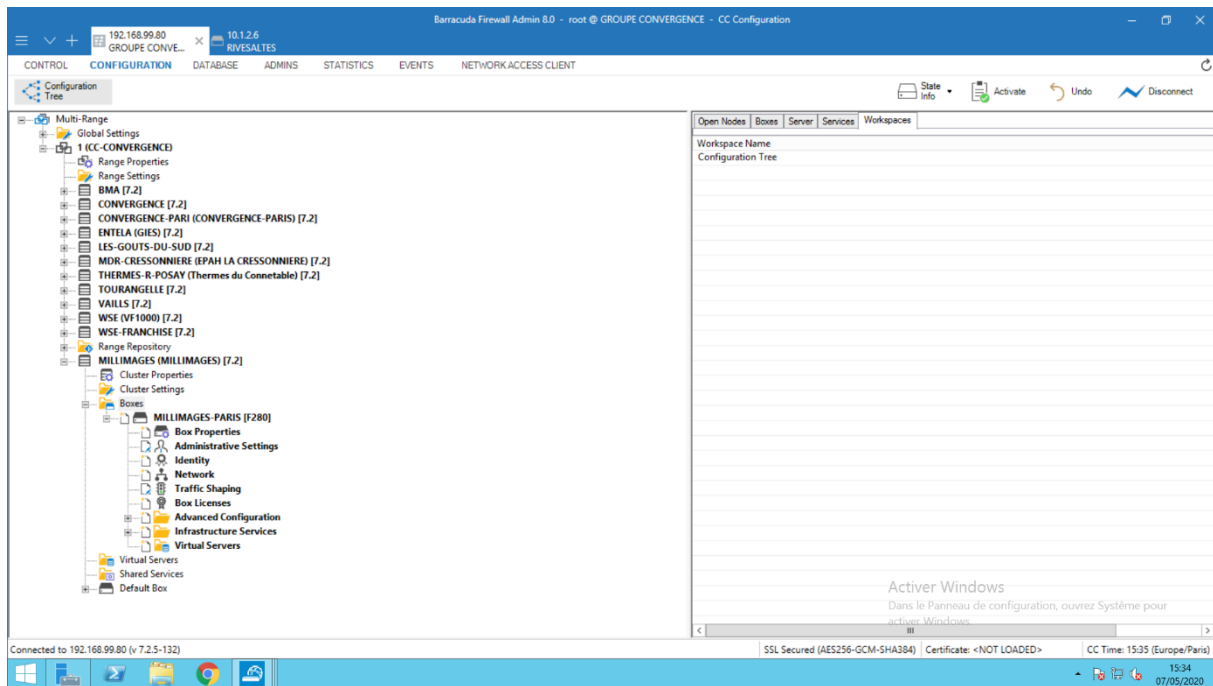 Barracuda Firewall Admin 8.0 - root @ GROUPE CONVERGENCE - CC Configuration
192.168.99.80
GROUPE CONVE...
10.1.2.6
RIVESALTES
CONTROL CONFIGURATION DATABASE ADMINS STATISTICS EVENTS NETWORK ACCESS CLIENT
Configuration
Tree
State
Info
Activate
Undo
Disconnect
Multi-Range
Global Settings
1 (CC-CONVERGENCE)
Range Properties
Range Settings
BMA [7.2]
CONVERGENCE [7.2]
CONVERGENCE-PARI (CONVERGENCE-PARIS) [7.2]
ENTELA (GIES) [7.2]
LES-GOUTS-DU-SUD [7.2]
MDR-CRESSONNIERE (EPAH LA CRESSONNIERE) [7.2]
THERMES-R-POSAY (Thermes du Connetable) [7.2]
TOURANGELLE [7.2]
VAILLS [7.2]
WSE (VF1000) [7.2]
WSE-FRANCHISE [7.2]
Range Repository
MILLIMAGES (MILLIMAGES) [7.2]
Cluster Properties
Cluster Settings
Boxes
MILLIMAGES-PARIS [F280]
Box Properties
Administrative Settings
Identity
Network
Traffic Shaping
Box Licenses
Advanced Configuration
Infrastructure Services
Virtual Servers
Virtual Servers
Shared Services
Default Box
Open Nodes Boxes Server Services Workspaces
Workspace Name
Configuration Tree
Activer Windows
Dans le Panneau de configuration, ouvrez Système pour
activer Windows.
Connected to 192.168.99.80 (v 7.2.5-132)
SSL Secured (AES256-GCM-SHA384) Certificate: <NOT LOADED> CC Time: 15:35 (Europe/Paris)
15:34
07/05/2020